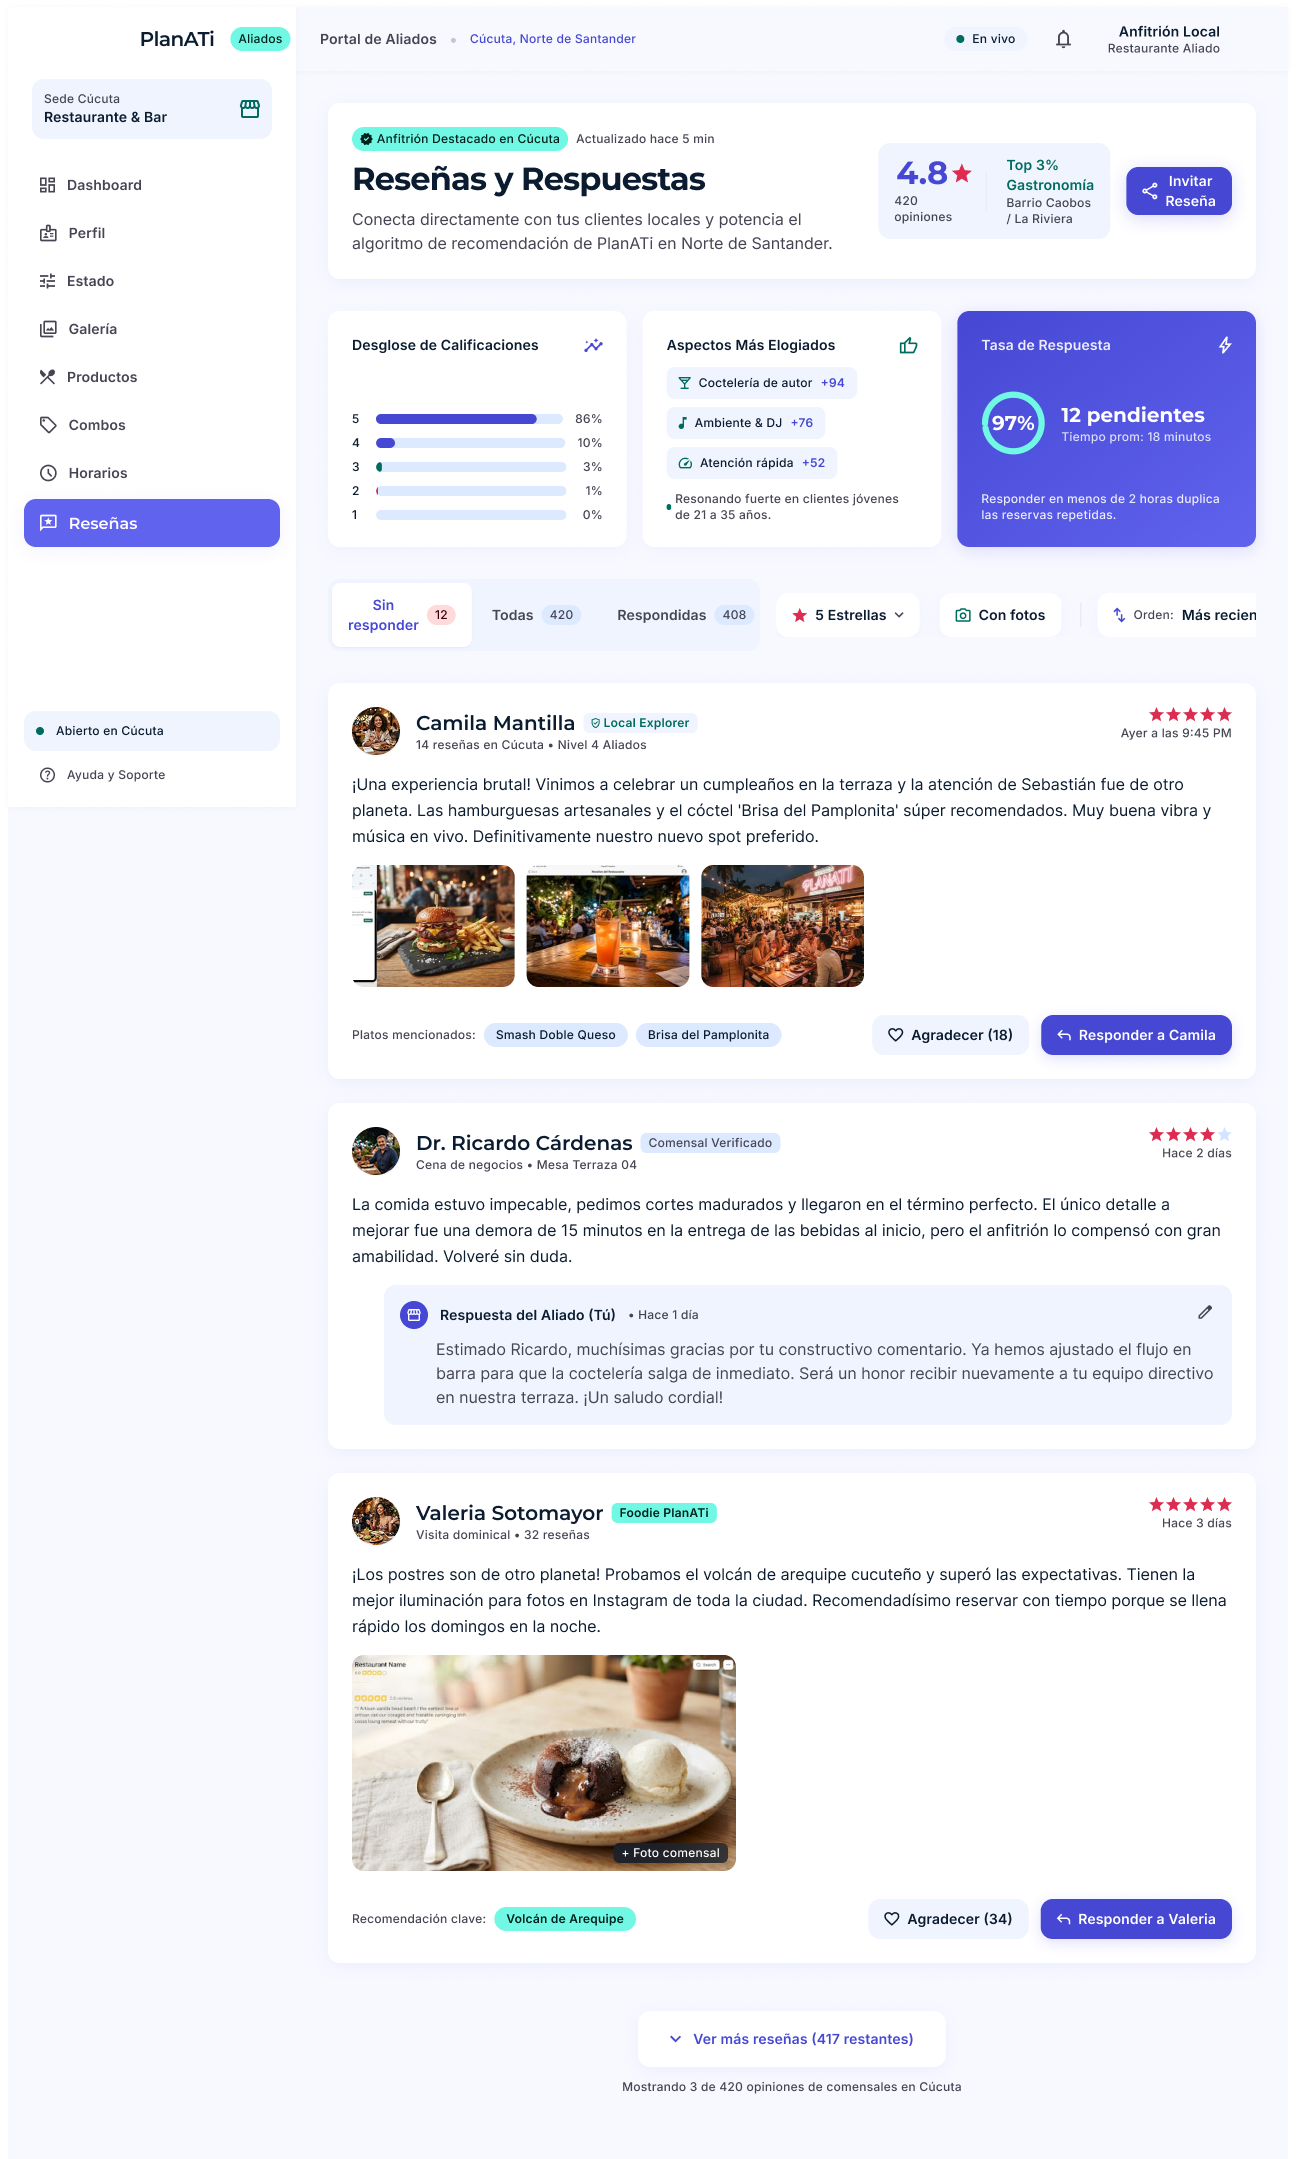 PlanATi Aliados
Sede Cúcuta
Restaurante & Bar
Dashboard
Perfil
Estado
Galería
Productos
Combos
Horarios
Reseñas
Abierto en Cúcuta
Ayuda y Soporte
Portal de Aliados
Cúcuta, Norte de Santander
En vivo
Anfitrión Local
Restaurante Aliado
Anfitrión Destacado en Cúcuta Actualizado hace 5 min
Reseñas y Respuestas
Conecta directamente con tus clientes locales y potencia el
algoritmo de recomendación de PlanATi en Norte de Santander.
4.8
420
opiniones
Top 3%
Gastronomía
Barrio Caobos
/ La Riviera
Invitar
Reseña
Desglose de Calificaciones
5 86%
4 10%
3 3%
2 1%
1 0%
Aspectos Más Elogiados
Coctelería de autor +94
Ambiente & DJ +76
Atención rápida +52
Resonando fuerte en clientes jóvenes
de 21 a 35 años.
Tasa de Respuesta
97%
12 pendientes
Tiempo prom: 18 minutos
Responder en menos de 2 horas duplica
las reservas repetidas.
Sin
responder 12
Todas 420
Respondidas 408
5 Estrellas
Con fotos
Orden: Más recien
Camila Mantilla Local Explorer
14 reseñas en Cúcuta • Nivel 4 Aliados
Ayer a las 9:45 PM
¡Una experiencia brutal! Vinimos a celebrar un cumpleaños en la terraza y la atención de Sebastián fue de otro
planeta. Las hamburguesas artesanales y el cóctel 'Brisa del Pamplonita' súper recomendados. Muy buena vibra y
música en vivo. Definitivamente nuestro nuevo spot preferido.
PLANATI
Platos mencionados: Smash Doble Queso Brisa del Pamplonita
Agradecer (18)
Responder a Camila
Dr. Ricardo Cárdenas Comensal Verificado
Cena de negocios • Mesa Terraza 04
Hace 2 días
La comida estuvo impecable, pedimos cortes madurados y llegaron en el término perfecto. El único detalle a
mejorar fue una demora de 15 minutos en la entrega de las bebidas al inicio, pero el anfitrión lo compensó con gran
amabilidad. Volveré sin duda.
Respuesta del Aliado (Tú) • Hace 1 día
Estimado Ricardo, muchísimas gracias por tu constructivo comentario. Ya hemos ajustado el flujo en
barra para que la coctelería salga de inmediato. Será un honor recibir nuevamente a tu equipo directivo
en nuestra terraza. ¡Un saludo cordial!
Valeria Sotomayor Foodie PlanATi
Visita dominical • 32 reseñas
Hace 3 días
¡Los postres son de otro planeta! Probamos el volcán de arequipe cucuteño y superó las expectativas. Tienen la
mejor iluminación para fotos en Instagram de toda la ciudad. Recomendadísimo reservar con tiempo porque se llena
rápido los domingos en la noche.
Restaurant Name
Search
+ Foto comensal
Recomendación clave: Volcán de Arequipe
Agradecer (34)
Responder a Valeria
Ver más reseñas (417 restantes)
Mostrando 3 de 420 opiniones de comensales en Cúcuta